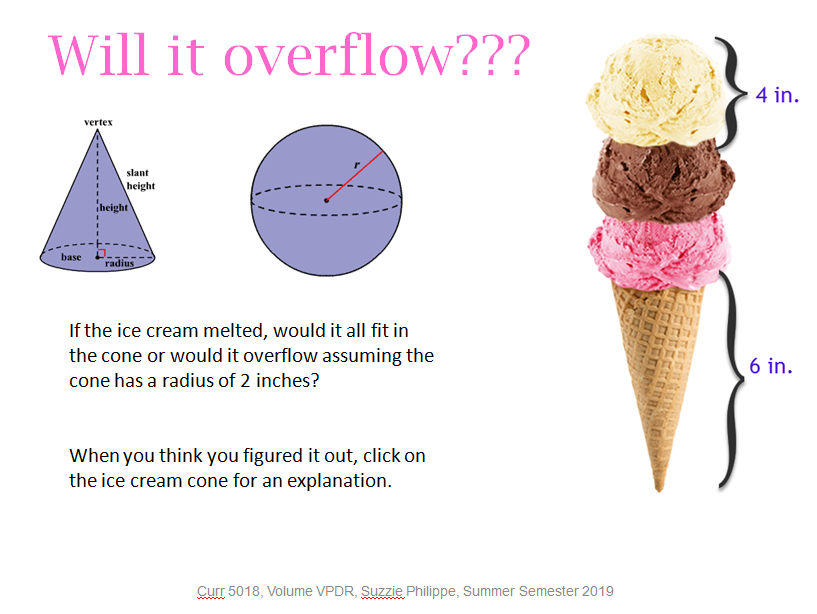 Will it overflow???
4 in.
vertex
slant
height
height
base
radius
r
6 in.
If the ice cream melted, would it all fit in
the cone or would it overflow assuming the
cone has a radius of 2 inches?
When you think you figured it out, click on
the ice cream cone for an explanation.
Curr 5018, Volume VPDR, Suzzie Philippe, Summer Semester 2019